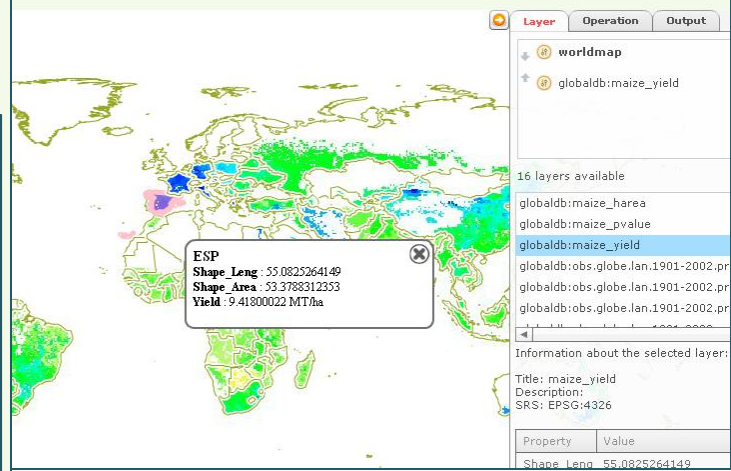 Layer Operation Output
worldmap
globaldb:maize_yield
16 layers available
globaldb:maize_harea
globaldb:maize_pvalue
globaldb:maize_yield
globaldb:obs.globe.lan.1901-2002.pr
globaldb:obs.globe.lan.1901-2002.pr
globaldb:obs.globe.lan.1901-2002.pr
ESP
Shape_Leng : 55.0825264149
Shape_Area : 53.3788312353
Yield : 9.41800022 MT/ha
Information about the selected layer:
Title: maize_yield
Description:
SRS: EPSG:4326
Property Value
Shape_Leng 55.0825264149